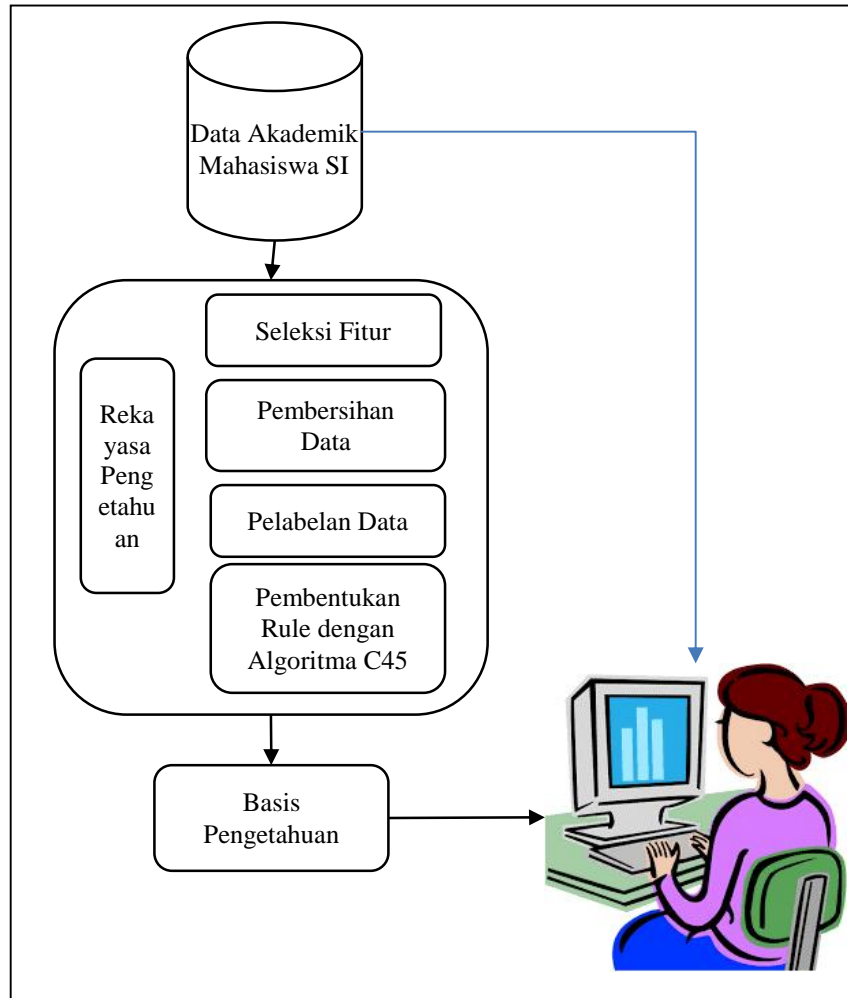 Data Akademik
Mahasiswa SI
Seleksi Fitur
Reka
yasa
Peng
etahu
an
Pembersihan
Data
Pelabelan Data
Pembentukan
Rule dengan
Algoritma C45
Basis
Pengetahuan